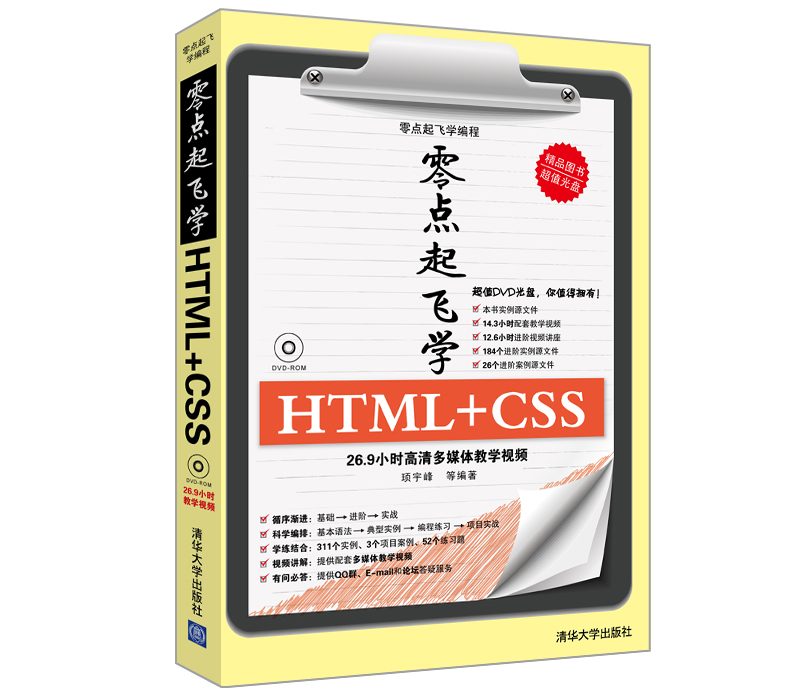 零点起飞
学编程
零点起飞学
HTML+CSS
DVD-ROM
26.9小时
教学视频
清华大学出版社
零点起飞学编程
零点起飞学
精品图书
超值光盘
超值DVD光盘，你值得拥有！
本书实例源文件
14.3小时配套教学视频
12.6小时进阶视频讲座
184个进阶实例源文件
26个进阶案例源文件
DVD-ROM
HTML+CSS
26.9小时高清多媒体教学视频
顼宇峰 等编著
循序渐进：基础→进阶→实战
科学编排：基本语法→典型实例→编程练习→项目实战
学练结合：311个实例、3个项目案例、52个练习题
视频讲解：提供配套多媒体教学视频
有问必答：提供QQ群、E-mail和论坛答疑服务
清华大学出版社